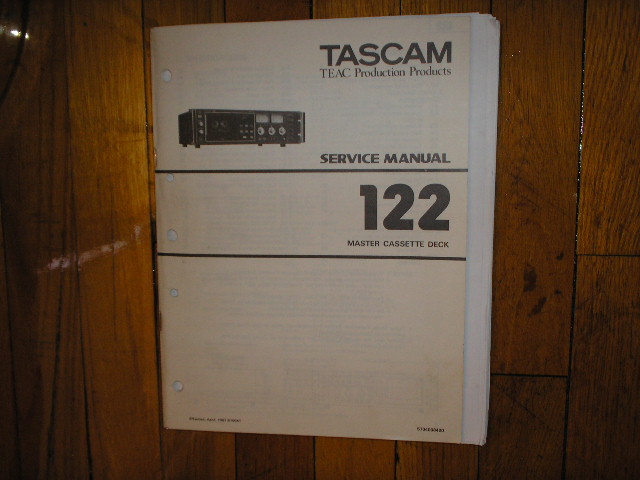 TASCAM
TEAC Production Products
SERVICE MANUAL
122
MASTER CASSETTE DECK